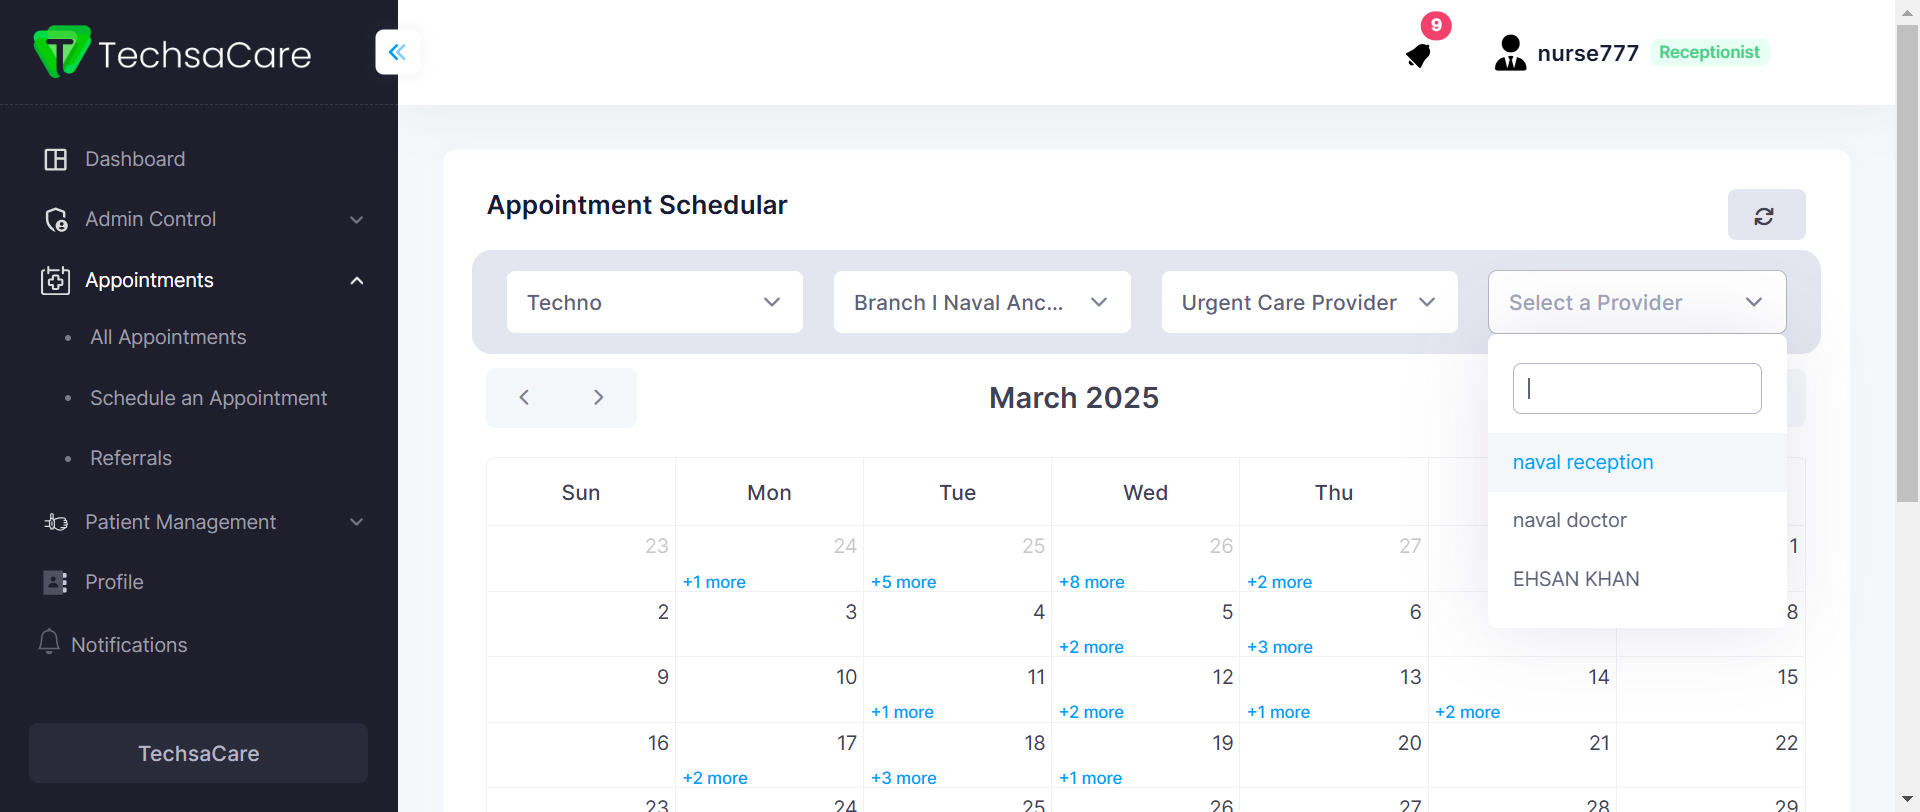 TechsaCare
9
nurse777 Receptionist
Dashboard
Admin Control
Appointments
All Appointments
Schedule an Appointment
Referrals
Patient Management
Profile
Notifications
TechsaCare
Appointment Schedular
Techno
Branch I Naval Anc...
Urgent Care Provider
Select a Provider
naval reception
naval doctor
EHSAN KHAN
March 2025
Sun Mon Tue Wed Thu
23 24 25 26 27 1
+1 more +5 more +8 more +2 more
2 3 4 5 6 8
+2 more +3 more
9 10 11 12 13 14 15
+1 more +2 more +1 more +2 more
16 17 18 19 20 21 22
+2 more +3 more +1 more
23 24 25 26 27 28 29